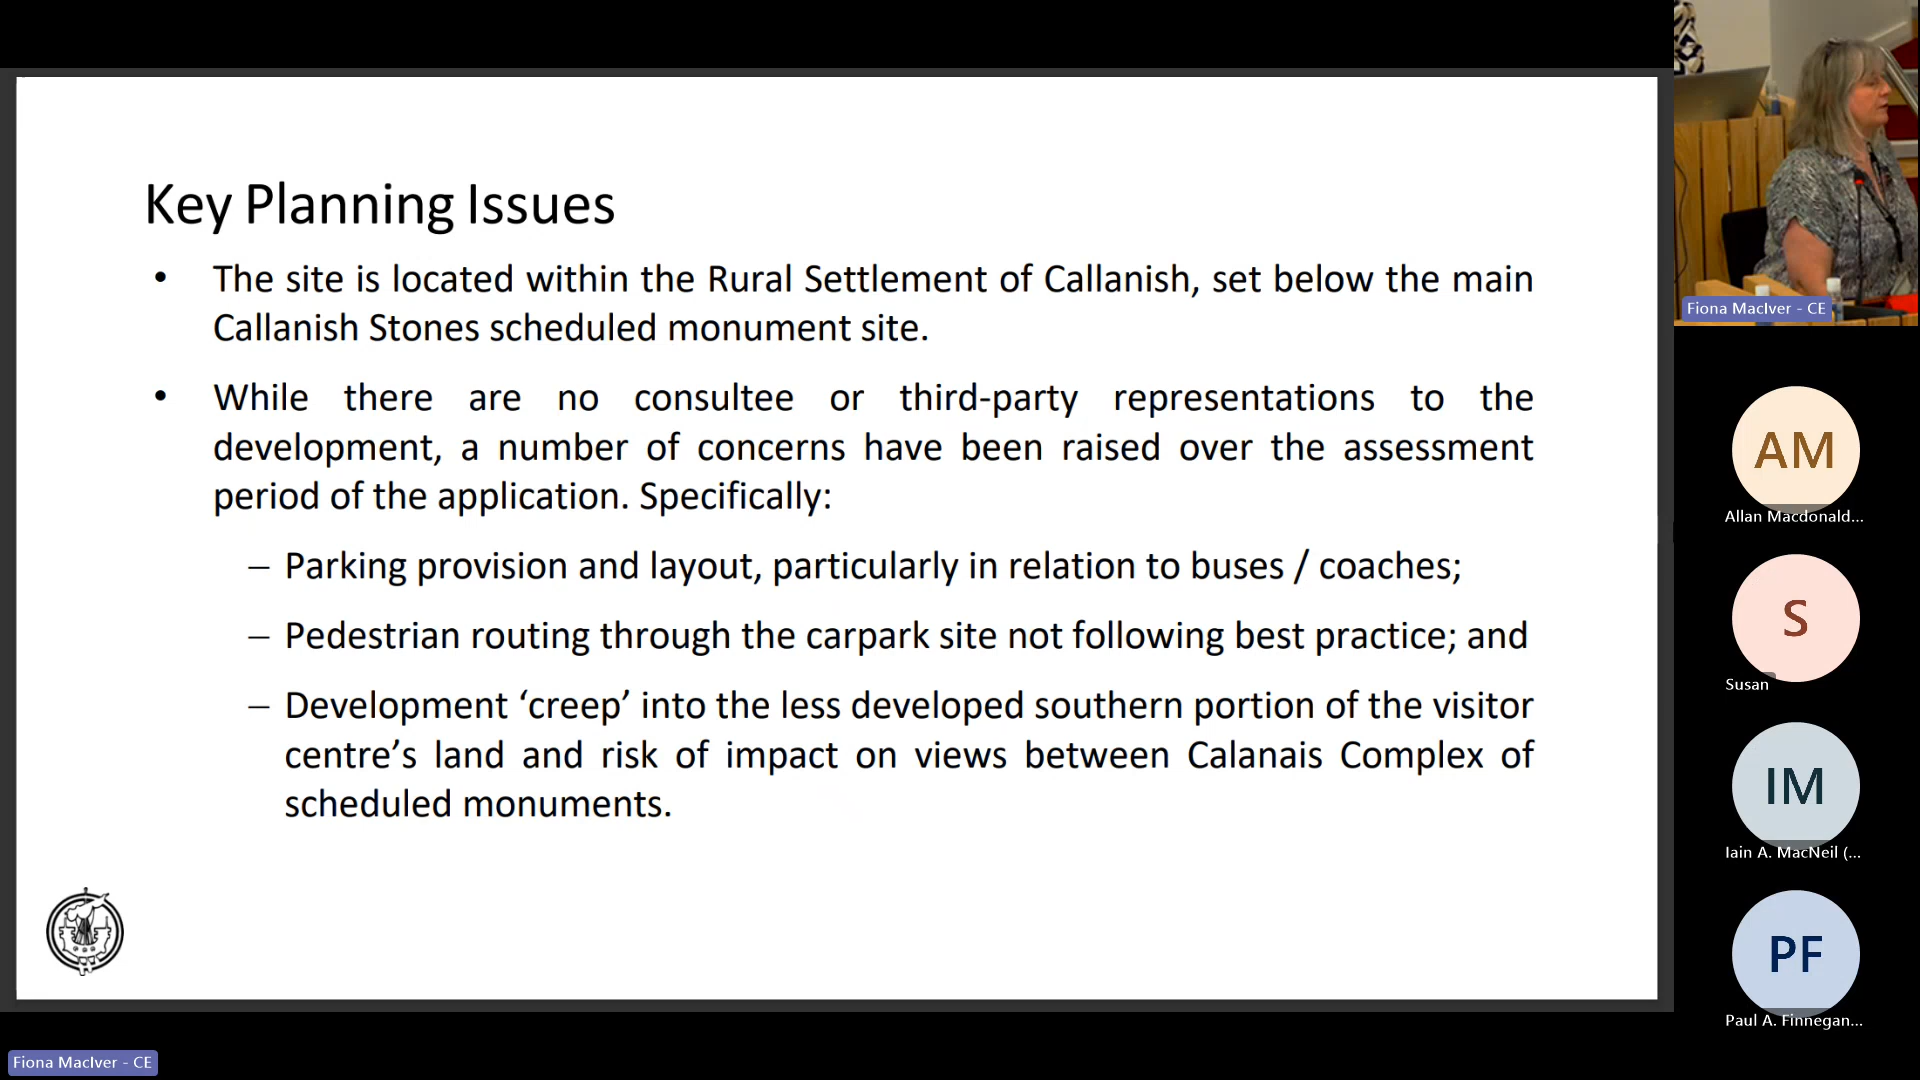 Key Planning Issues
• The site is located within the Rural Settlement of Callanish, set below the main
Callanish Stones scheduled monument site.
• While there are no consultee or third-party representations to the
development, a number of concerns have been raised over the assessment
period of the application. Specifically:
– Parking provision and layout, particularly in relation to buses / coaches;
– Pedestrian routing through the carpark site not following best practice; and
– Development ‘creep’ into the less developed southern portion of the visitor
centre’s land and risk of impact on views between Calanais Complex of
scheduled monuments.
Fiona MacIver - CE
Fiona MacIver - CE
AM
Allan Macdonald...
S
Susan
IM
Iain A. MacNeil (...
PF
Paul A. Finnegan...